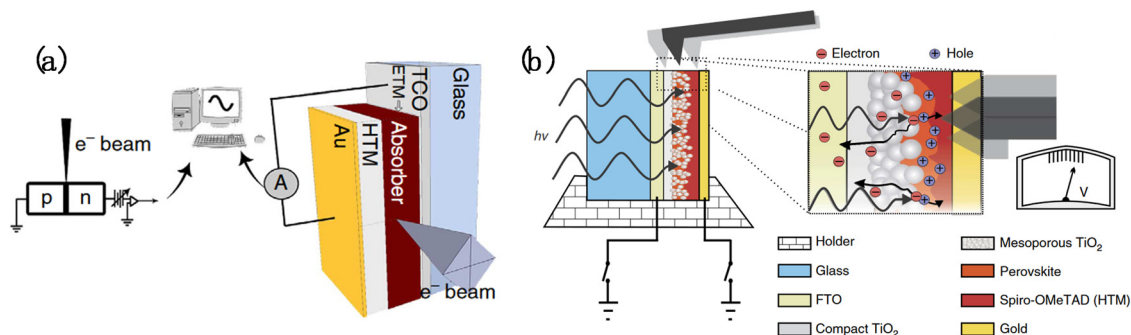 (a)
e⁻ beam
p
n
A
Au
HTM
Absorber
ETM⇨
TCO
Glass
e⁻ beam
(b)
Electron
Hole
hv
V
Holder
Glass
FTO
Compact TiO₂
Mesoporous TiO₂
Perovskite
Spiro-OMeTAD (HTM)
Gold